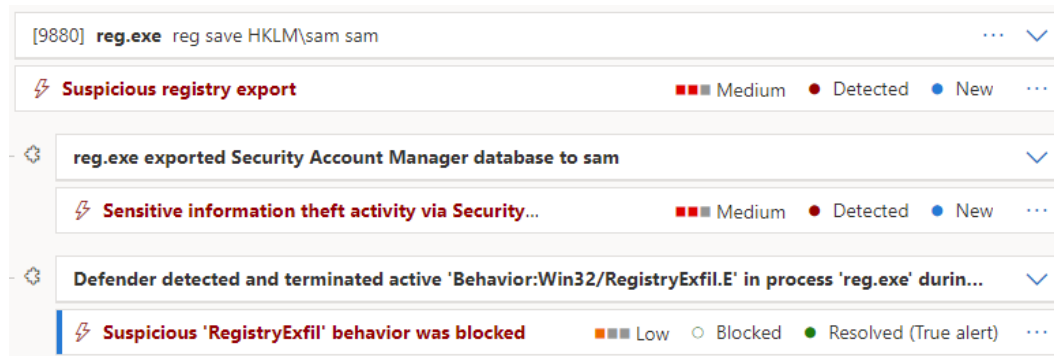 [9880] reg.exe reg save HKLM\sam sam ...
Suspicious registry export Medium Detected New ...
reg.exe exported Security Account Manager database to sam
Sensitive information theft activity via Security... Medium Detected New ...
Defender detected and terminated active 'Behavior:Win32/RegistryExfil.E' in process 'reg.exe' durin...
Suspicious 'RegistryExfil' behavior was blocked Low Blocked Resolved (True alert) ...